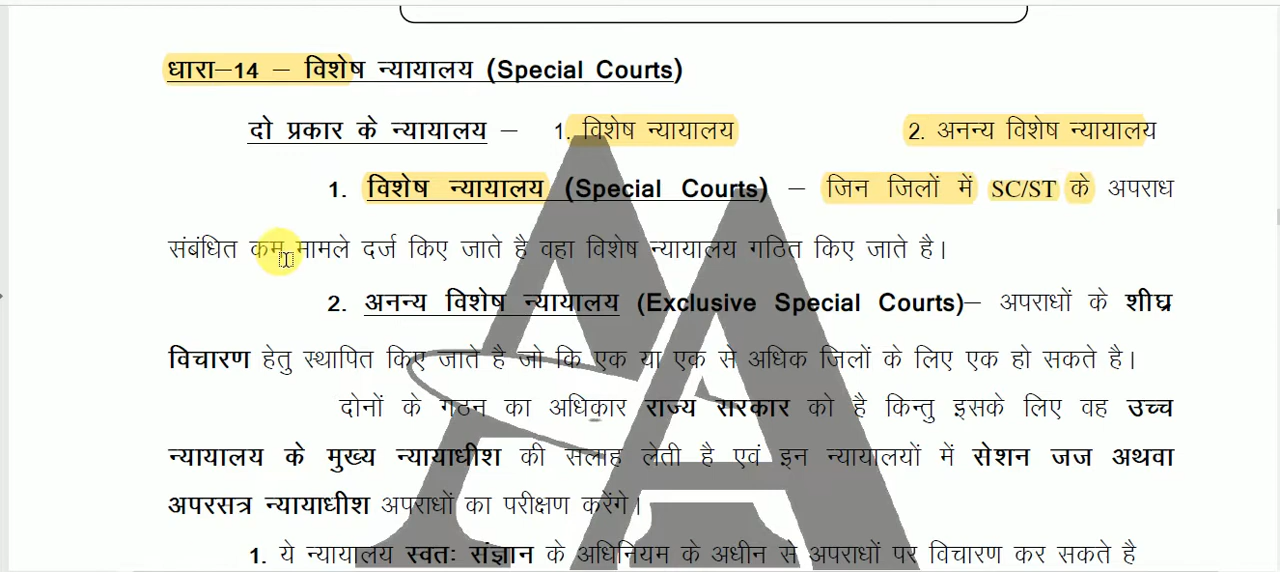 धारा–14 – विशेष न्यायालय (Special Courts)
दो प्रकार के न्यायालय – 1. विशेष न्यायालय 2. अनन्य विशेष न्यायालय
1. विशेष न्यायालय (Special Courts) – जिन जिलों में SC/ST के अपराध
संबंधित कम मामले दर्ज किए जाते है वहा विशेष न्यायालय गठित किए जाते है।
2. अनन्य विशेष न्यायालय (Exclusive Special Courts)– अपराधों के शीघ्र
विचारण हेतु स्थापित किए जाते है जो कि एक या एक से अधिक जिलों के लिए एक हो सकते है।
दोनों के गठन का अधिकार राज्य सरकार को है किन्तु इसके लिए वह उच्च
न्यायालय के मुख्य न्यायाधीश की सलाह लेती है एवं इन न्यायालयों में सेशन जज अथवा
अपरसत्र न्यायाधीश अपराधों का परीक्षण करेंगे।
1. ये न्यायालय स्वतः संज्ञान के अधिनियम के अधीन से अपराधों पर विचारण कर सकते है